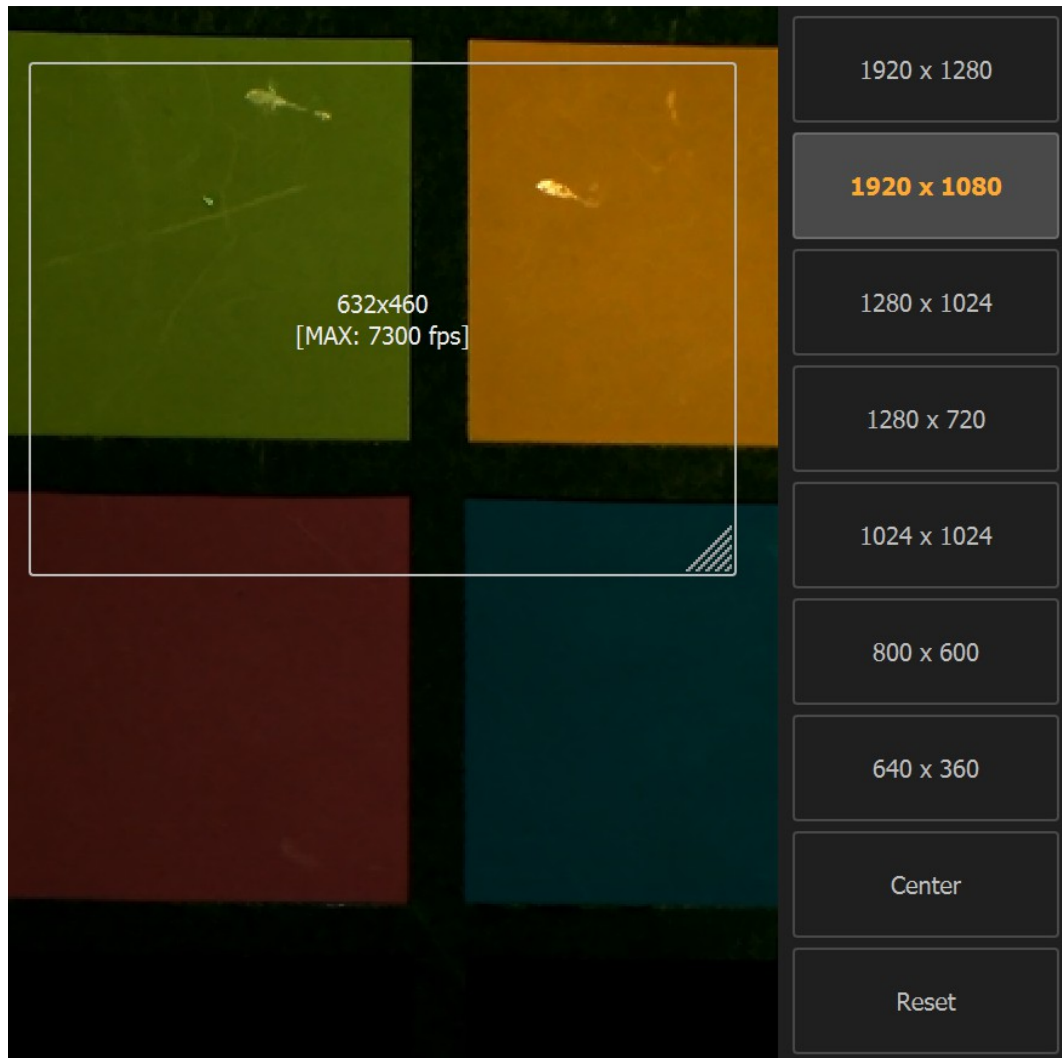 632x460
[MAX: 7300 fps]
1920 x 1280
1920 x 1080
1280 x 1024
1280 x 720
1024 x 1024
800 x 600
640 x 360
Center
Reset